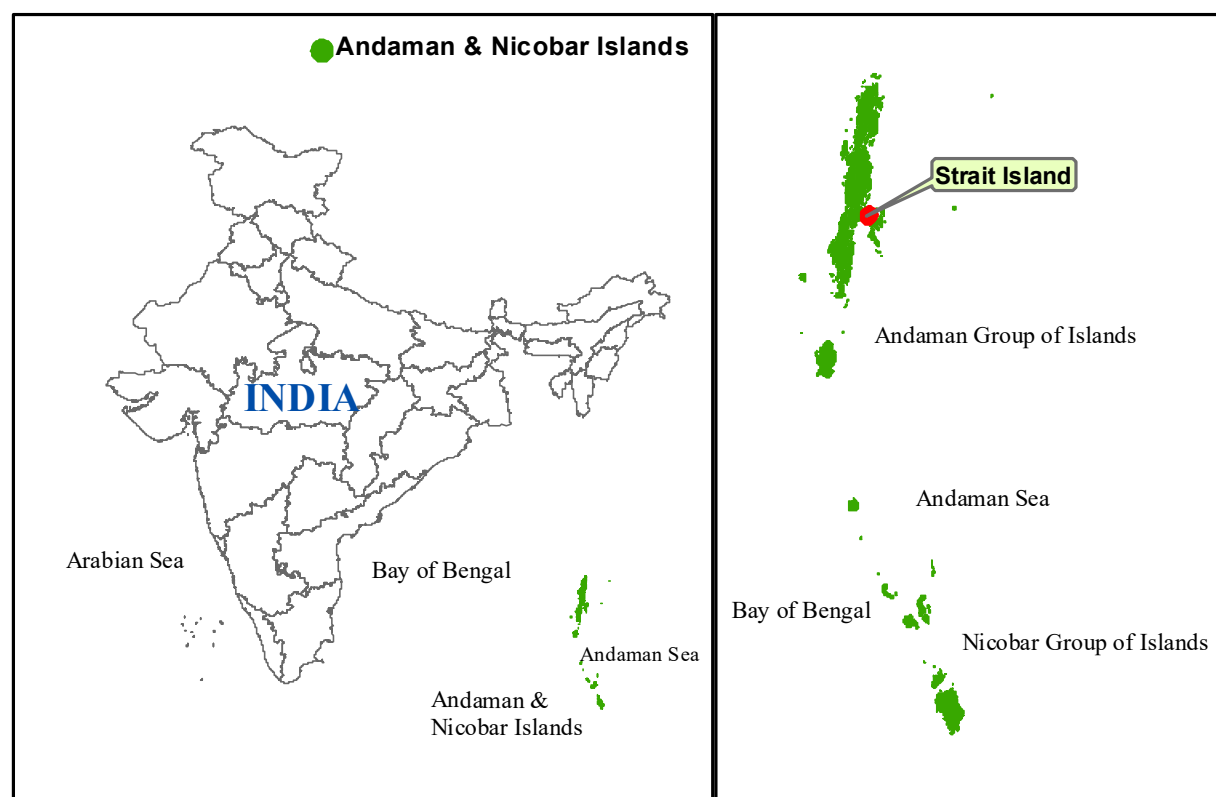 Andaman & Nicobar Islands
INDIA
Arabian Sea
Bay of Bengal
Andaman Sea
Andaman &
Nicobar Islands
Strait Island
Andaman Group of Islands
Andaman Sea
Bay of Bengal
Nicobar Group of Islands